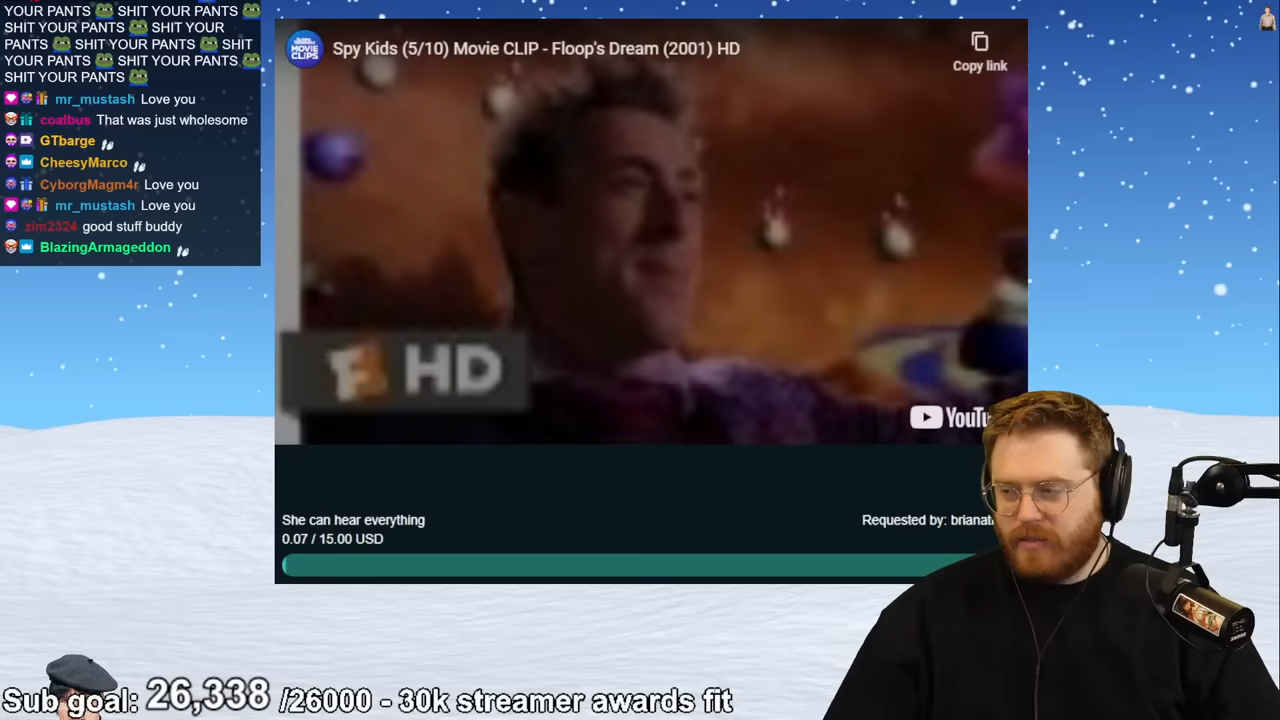 YOUR PANTS SHIT YOUR PANTS
SHIT YOUR PANTS SHIT YOUR
PANTS SHIT YOUR PANTS SHIT
YOUR PANTS SHIT YOUR PANTS
SHIT YOUR PANTS
mr_mustash Love you
coalbus That was just wholesome
GTbarge
CheesyMarco
CyborgMagm4r Love you
mr_mustash Love you
zim2324 good stuff buddy
BlazingArmageddon
MOVIE CLIPS
Spy Kids (5/10) Movie CLIP - Floop's Dream (2001) HD
Copy link
HD
YouTu
She can hear everything
Requested by: brianat
0.07 / 15.00 USD
Sub goal: 26,338 /26000 - 30k streamer awards fit